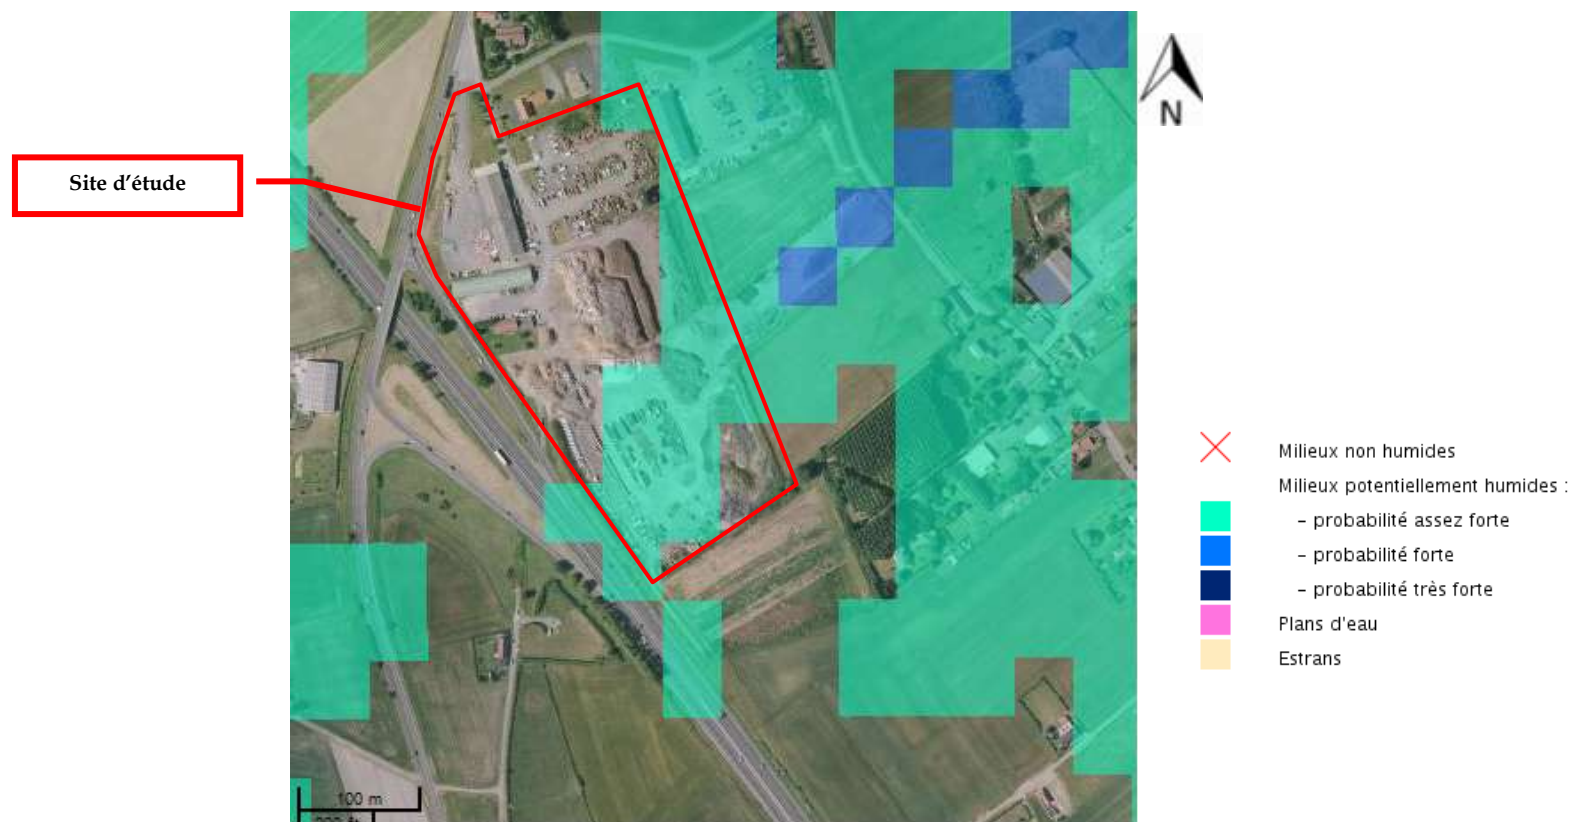 N
Site d'étude
Milieux non humides
Milieux potentiellement humides :
- probabilité assez forte
- probabilité forte
- probabilité très forte
Plans d'eau
Estrans
100 m